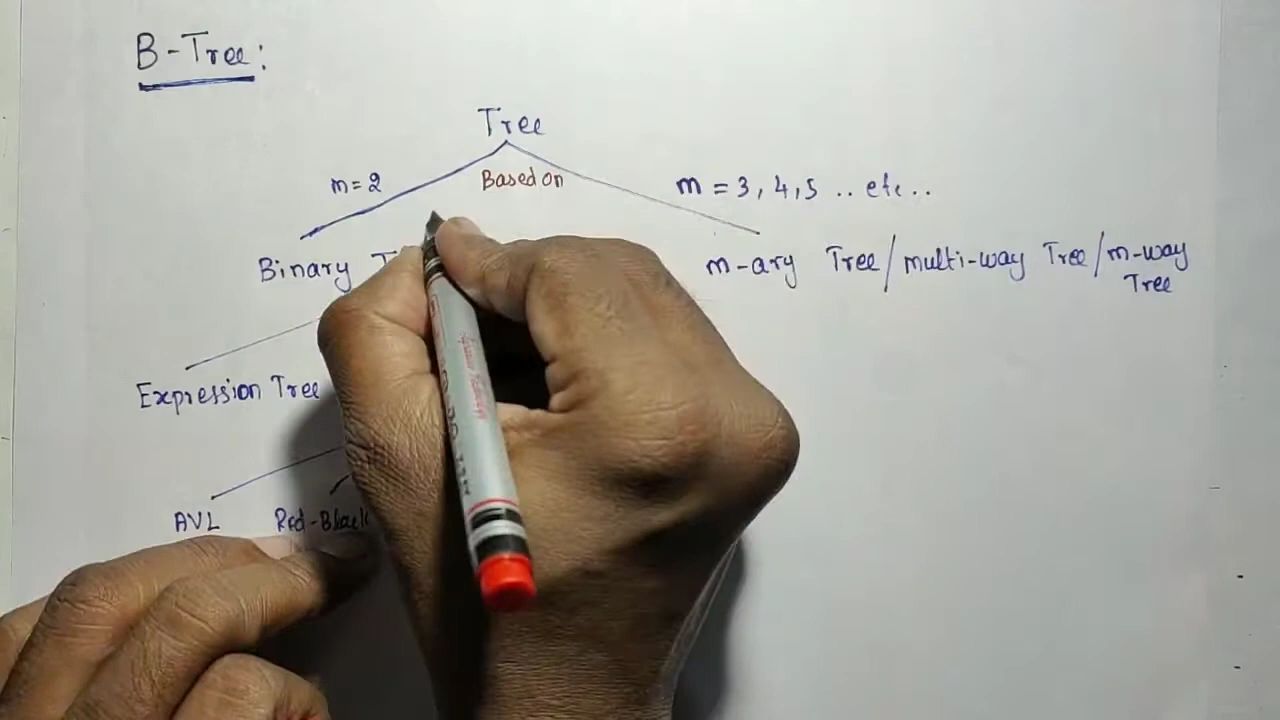 B-Tree:
Tree
m=2
Based on
m = 3, 4, 5 .. etc..
Binary
m-ary Tree/multi-way Tree/m-way
Tree
Expression Tree
AVL
Red-Black